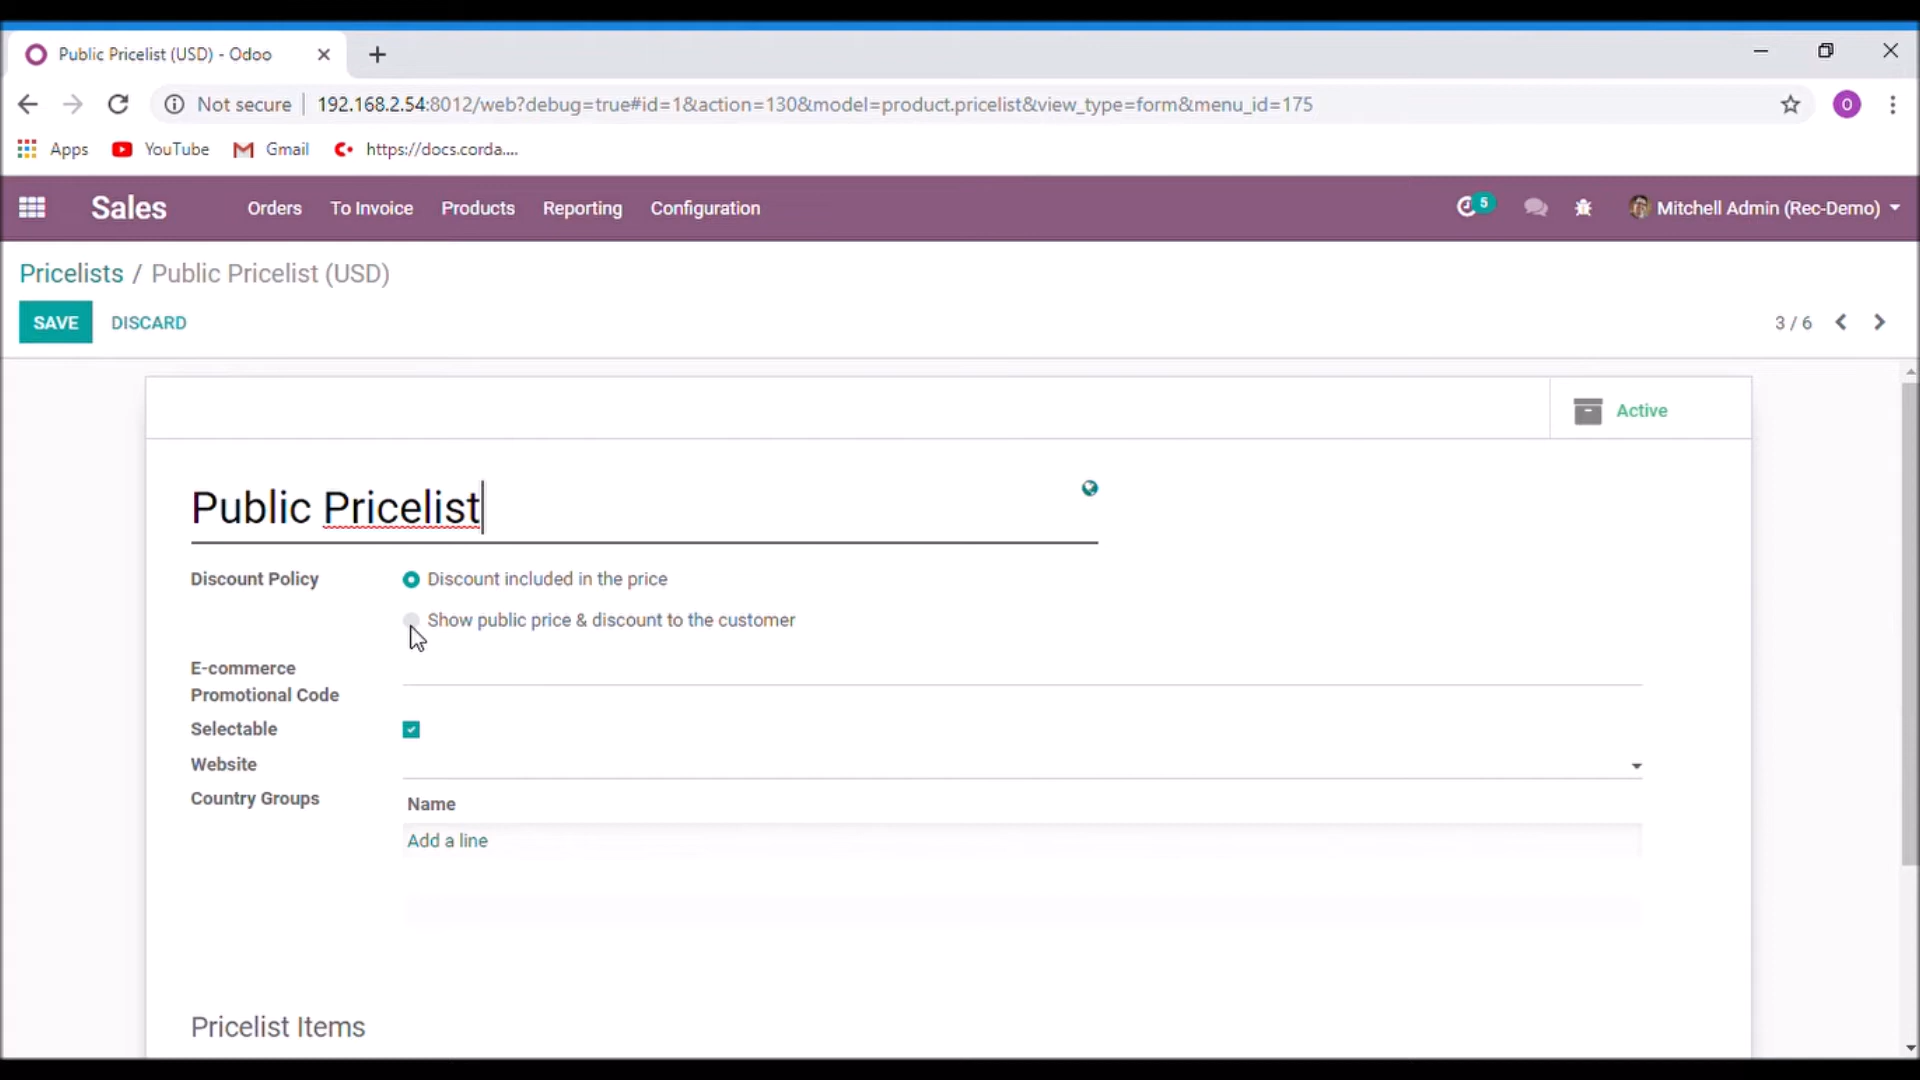 Public Pricelist (USD) - Odoo
Not secure 192.168.2.54:8012/web?debug=true#id=1&action=130&model=product.pricelist&view_type=form&menu_id=175
O
Apps YouTube Gmail https://docs.corda....
Sales Orders To Invoice Products Reporting Configuration 5 Mitchell Admin (Rec-Demo)
Pricelists / Public Pricelist (USD)
SAVE DISCARD 3 / 6
Active
Public Pricelist
Discount Policy Discount included in the price
Show public price & discount to the customer
E-commerce
Promotional Code
Selectable
Website
Country Groups Name
Add a line
Pricelist Items